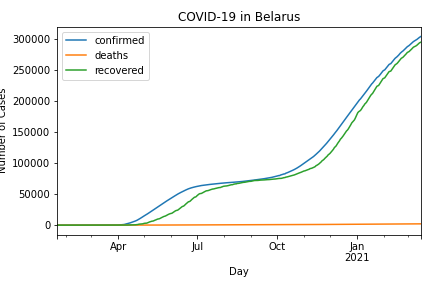 COVID-19 in Belarus
confirmed
deaths
recovered
300000
250000
200000
150000
100000
50000
0
Number of Cases
Apr
Jul
Oct
Jan
2021
Day